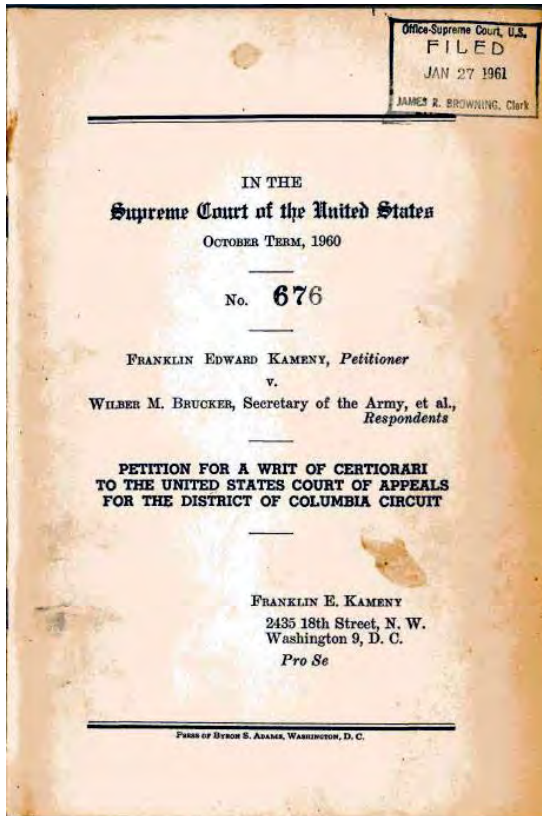 Office-Supreme Court, U.S.
FILED
JAN 27 1961
JAMES R. BROWNING, Clerk
IN THE
Supreme Court of the United States
OCTOBER TERM, 1960
No. 676
FRANKLIN EDWARD KAMENY, Petitioner
v.
WILBER M. BRUCKER, Secretary of the Army, et al.,
Respondents
PETITION FOR A WRIT OF CERTIORARI
TO THE UNITED STATES COURT OF APPEALS
FOR THE DISTRICT OF COLUMBIA CIRCUIT
FRANKLIN E. KAMENY
2435 18th Street, N. W.
Washington 9, D. C.
Pro Se
PRESS OF BYRON S. ADAMS, WASHINGTON, D. C.